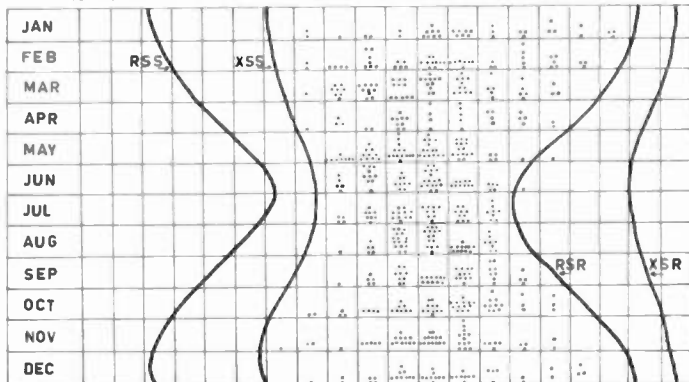 JAN
FEB
RSS
XSS
MAR
APR
MAY
JUN
JUL
AUG
SEP
RSR
XSR
OCT
NOV
DEC